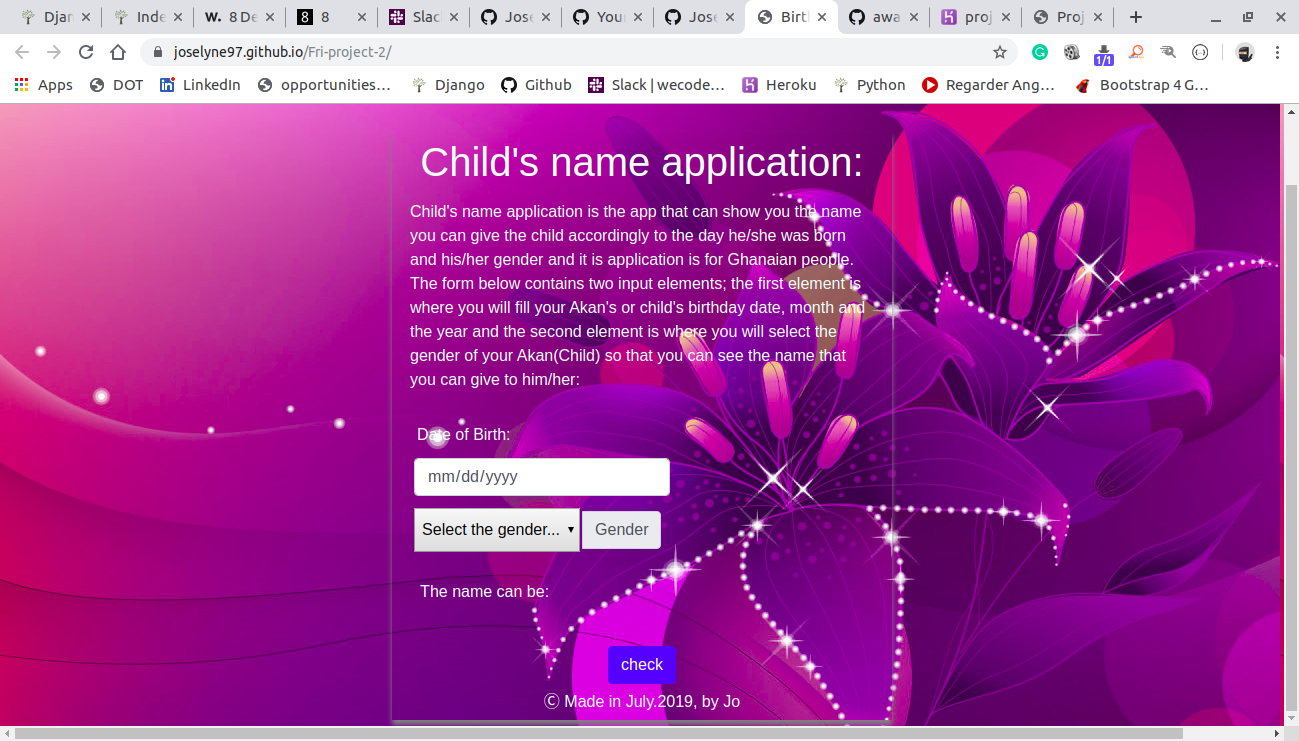 Djan
Inde
W. 8 De
8 8
Slac
Jose
Your
Jose
Birt
awa
proj
Proj
joselyne97.github.io/Fri-project-2/
1/1
Apps
DOT
LinkedIn
opportunities...
Django
Github
Slack | wecode...
Heroku
Python
Regarder Ang...
Bootstrap 4 G...
Child's name application:
Child's name application is the app that can show you the name
you can give the child accordingly to the day he/she was born
and his/her gender and it is application is for Ghanaian people.
The form below contains two input elements; the first element is
where you will fill your Akan's or child's birthday date, month and
the year and the second element is where you will select the
gender of your Akan(Child) so that you can see the name that
you can give to him/her:
Date of Birth:
mm/dd/yyyy
Select the gender... Gender
The name can be:
check
Ⓒ Made in July.2019, by Jo